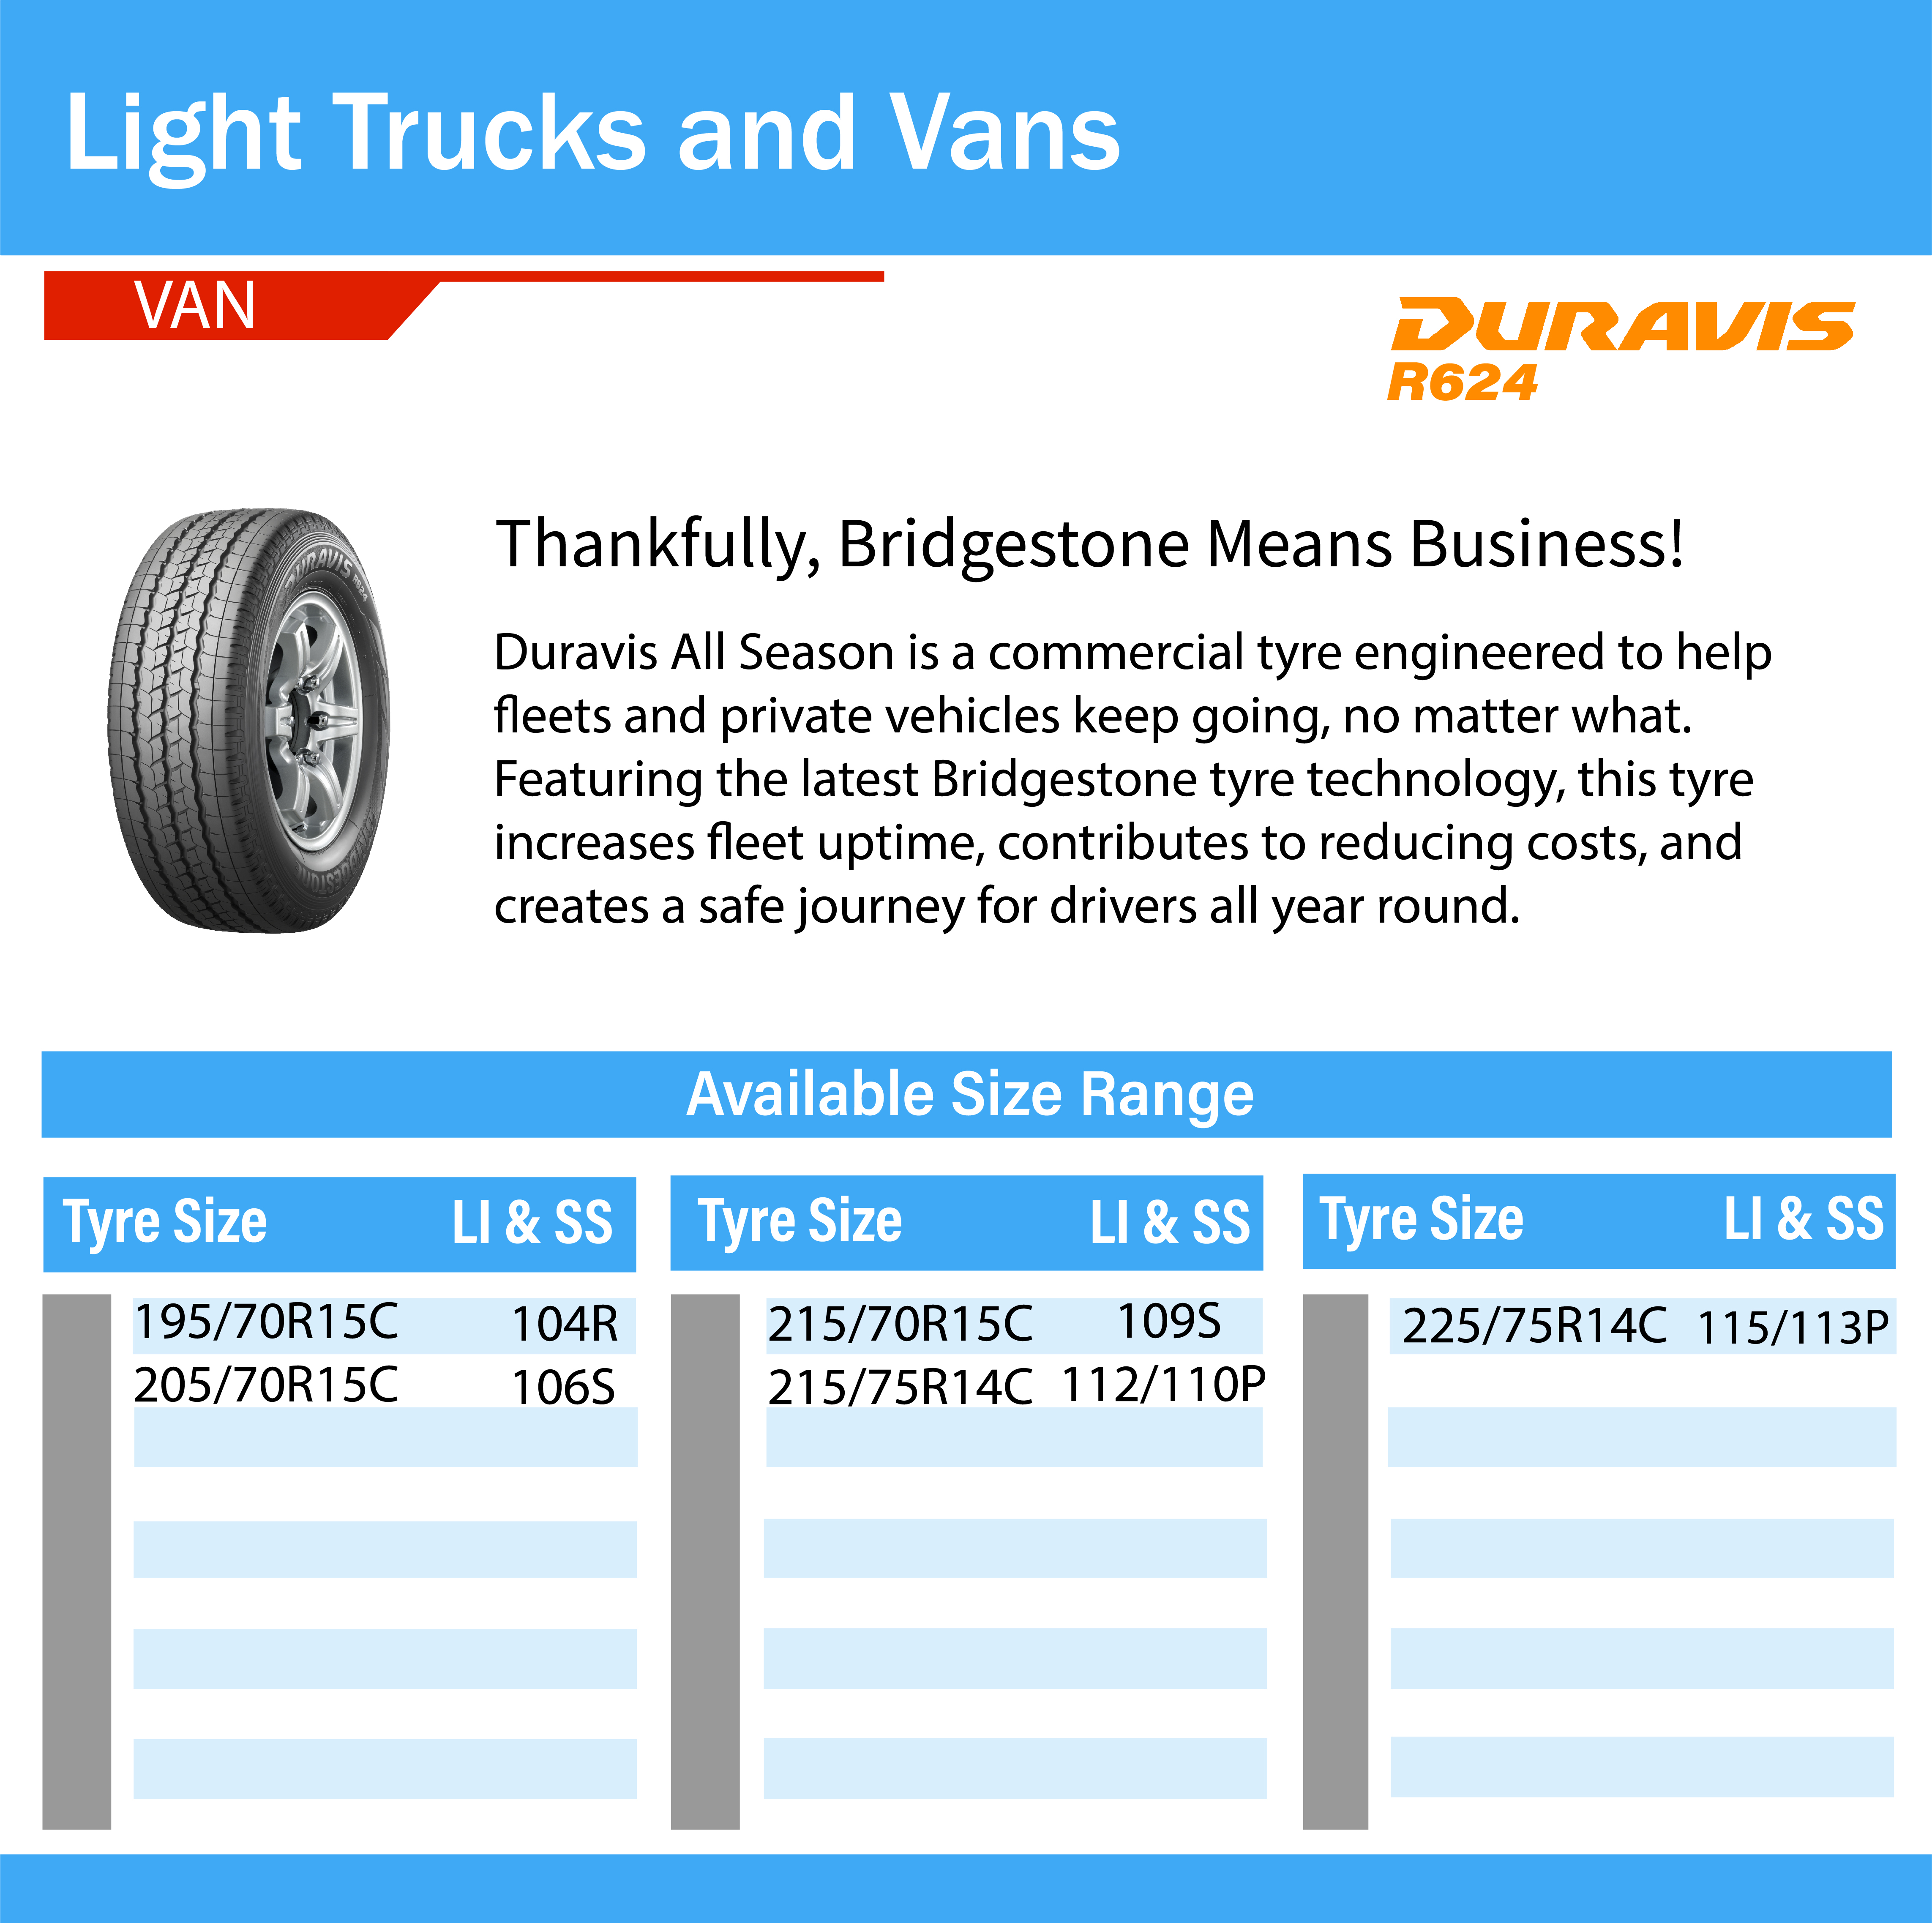 Light Trucks and Vans
VAN
DURAVIS
R624
DURAVIS R624
BRIDGESTONE
Thankfully, Bridgestone Means Business!
Duravis All Season is a commercial tyre engineered to help
fleets and private vehicles keep going, no matter what.
Featuring the latest Bridgestone tyre technology, this tyre
increases fleet uptime, contributes to reducing costs, and
creates a safe journey for drivers all year round.
Available Size Range
Tyre Size LI & SS
195/70R15C 104R
205/70R15C 106S
Tyre Size LI & SS
215/70R15C 109S
215/75R14C 112/110P
Tyre Size LI & SS
225/75R14C 115/113P